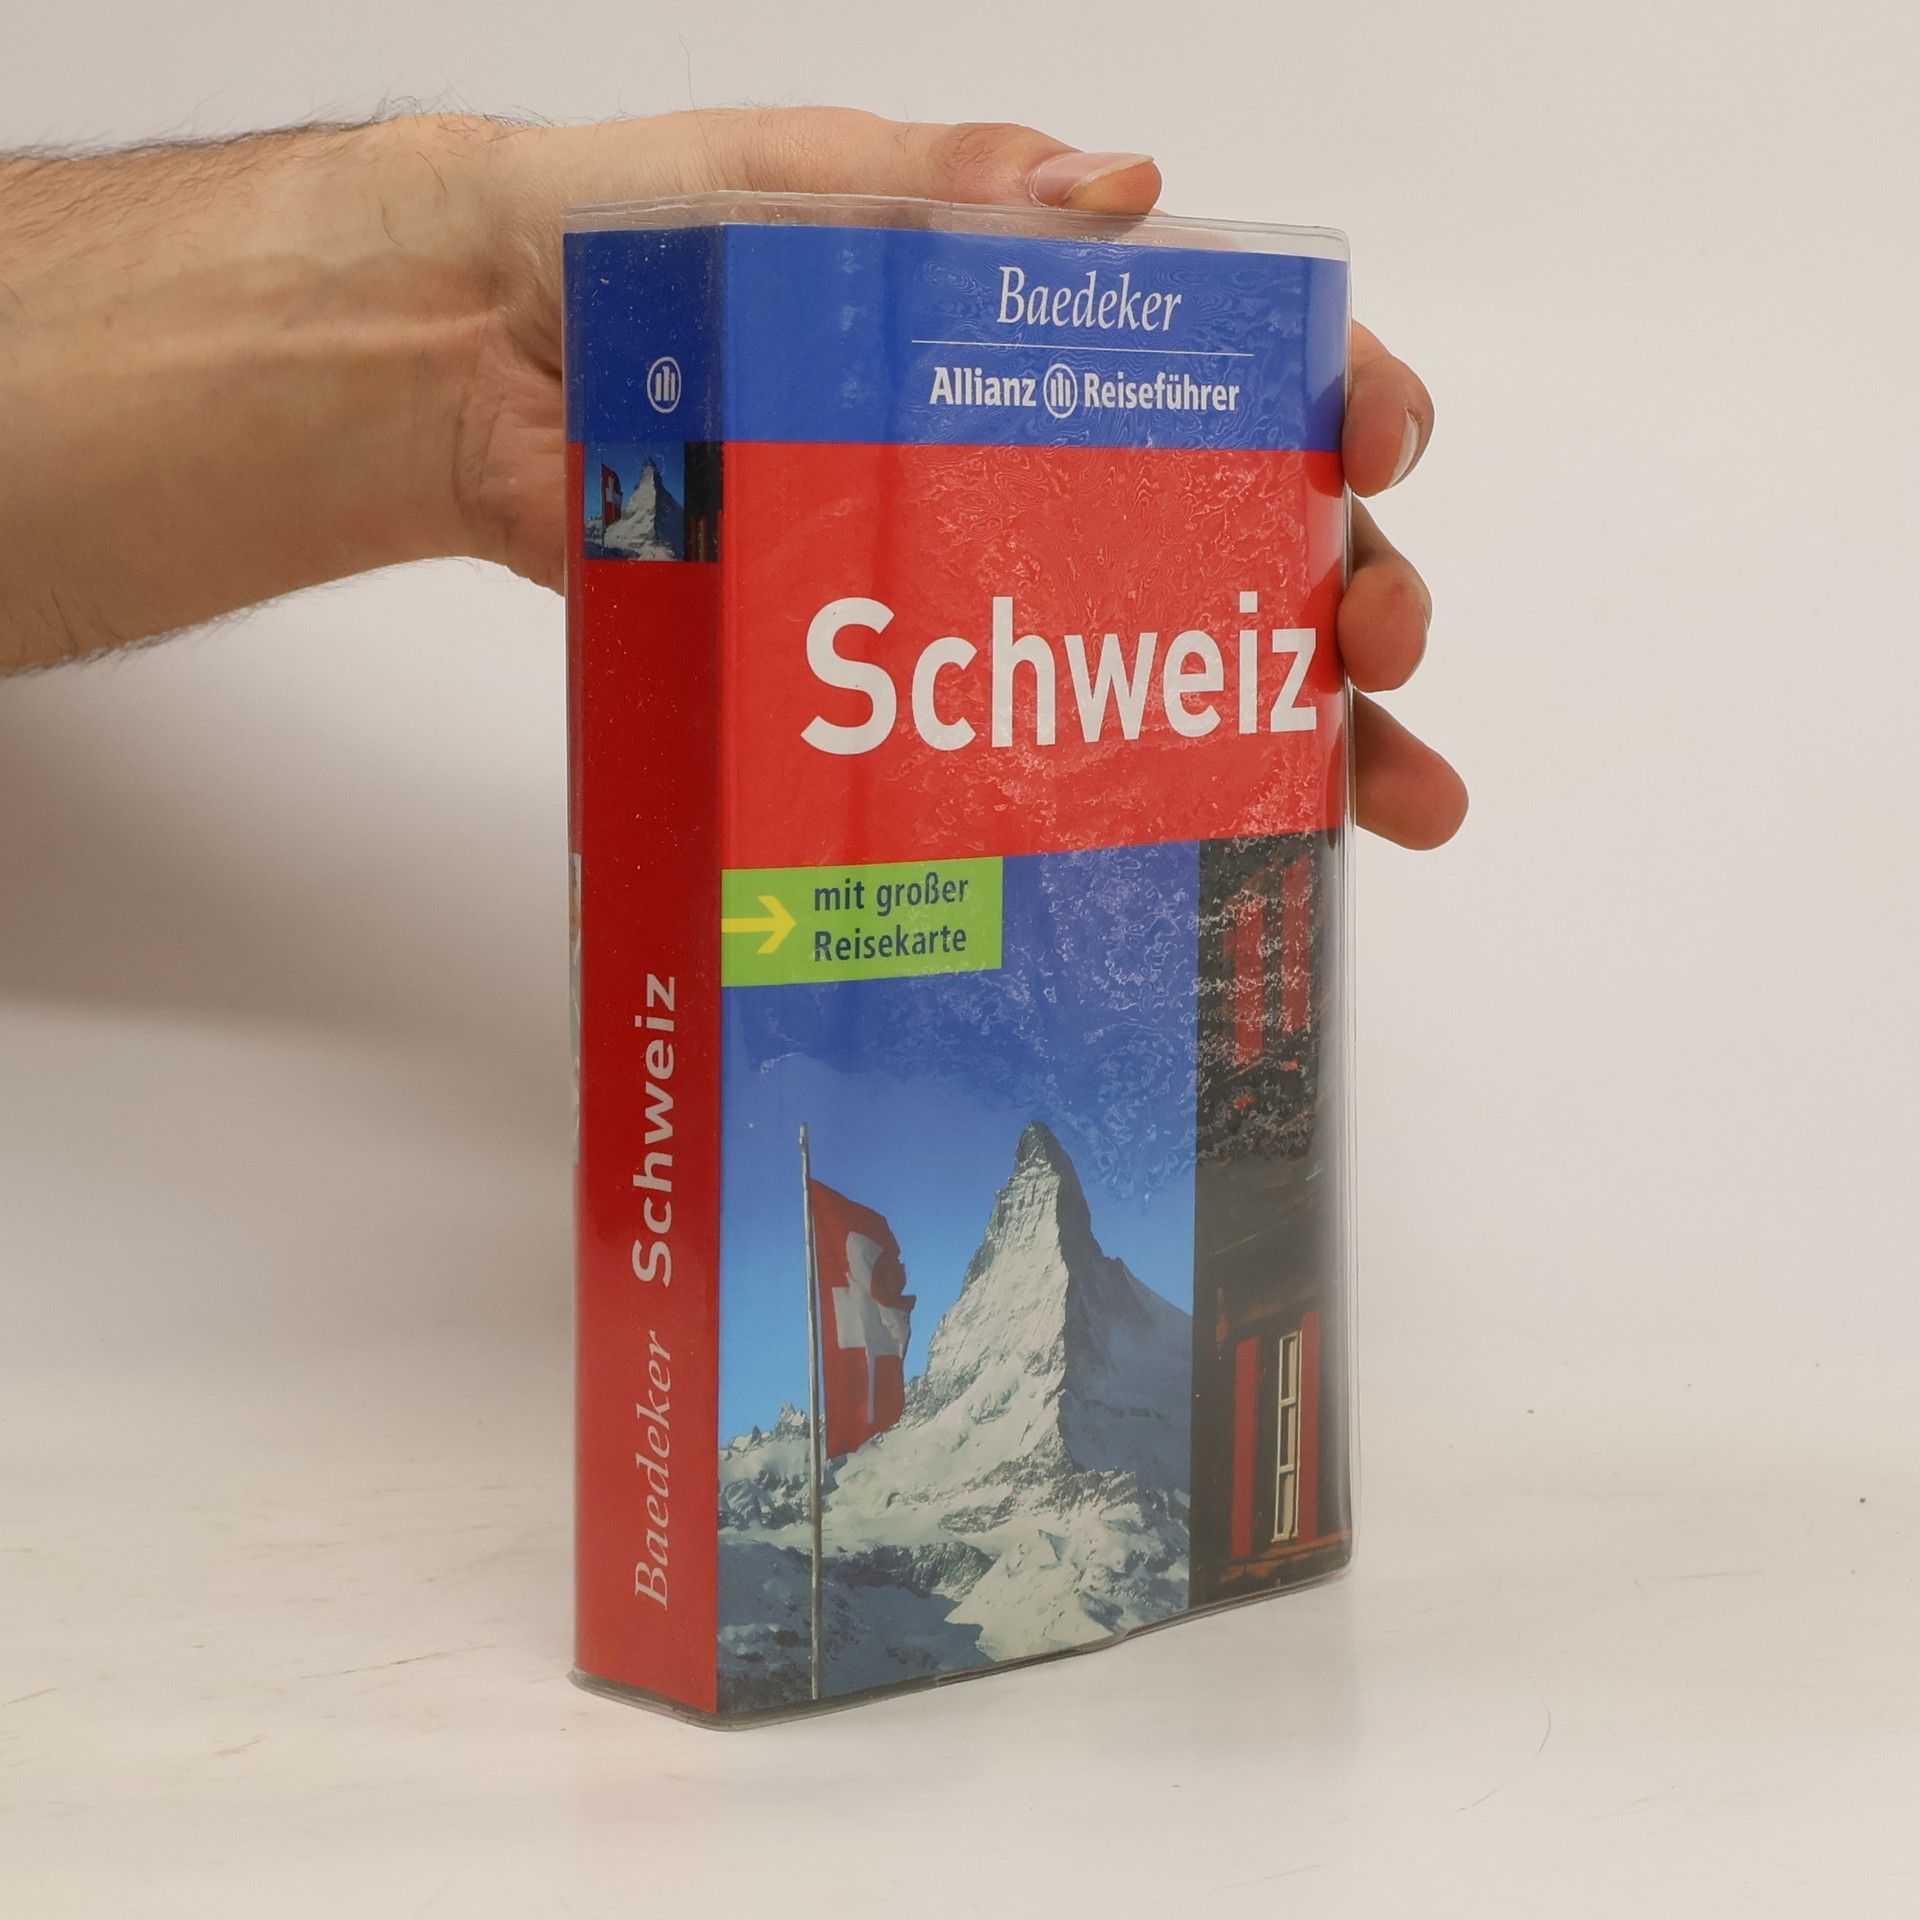 Baedeker
Allianz Reiseführer
Schweiz
mit großer
Reisekarte
Baedeker Schweiz